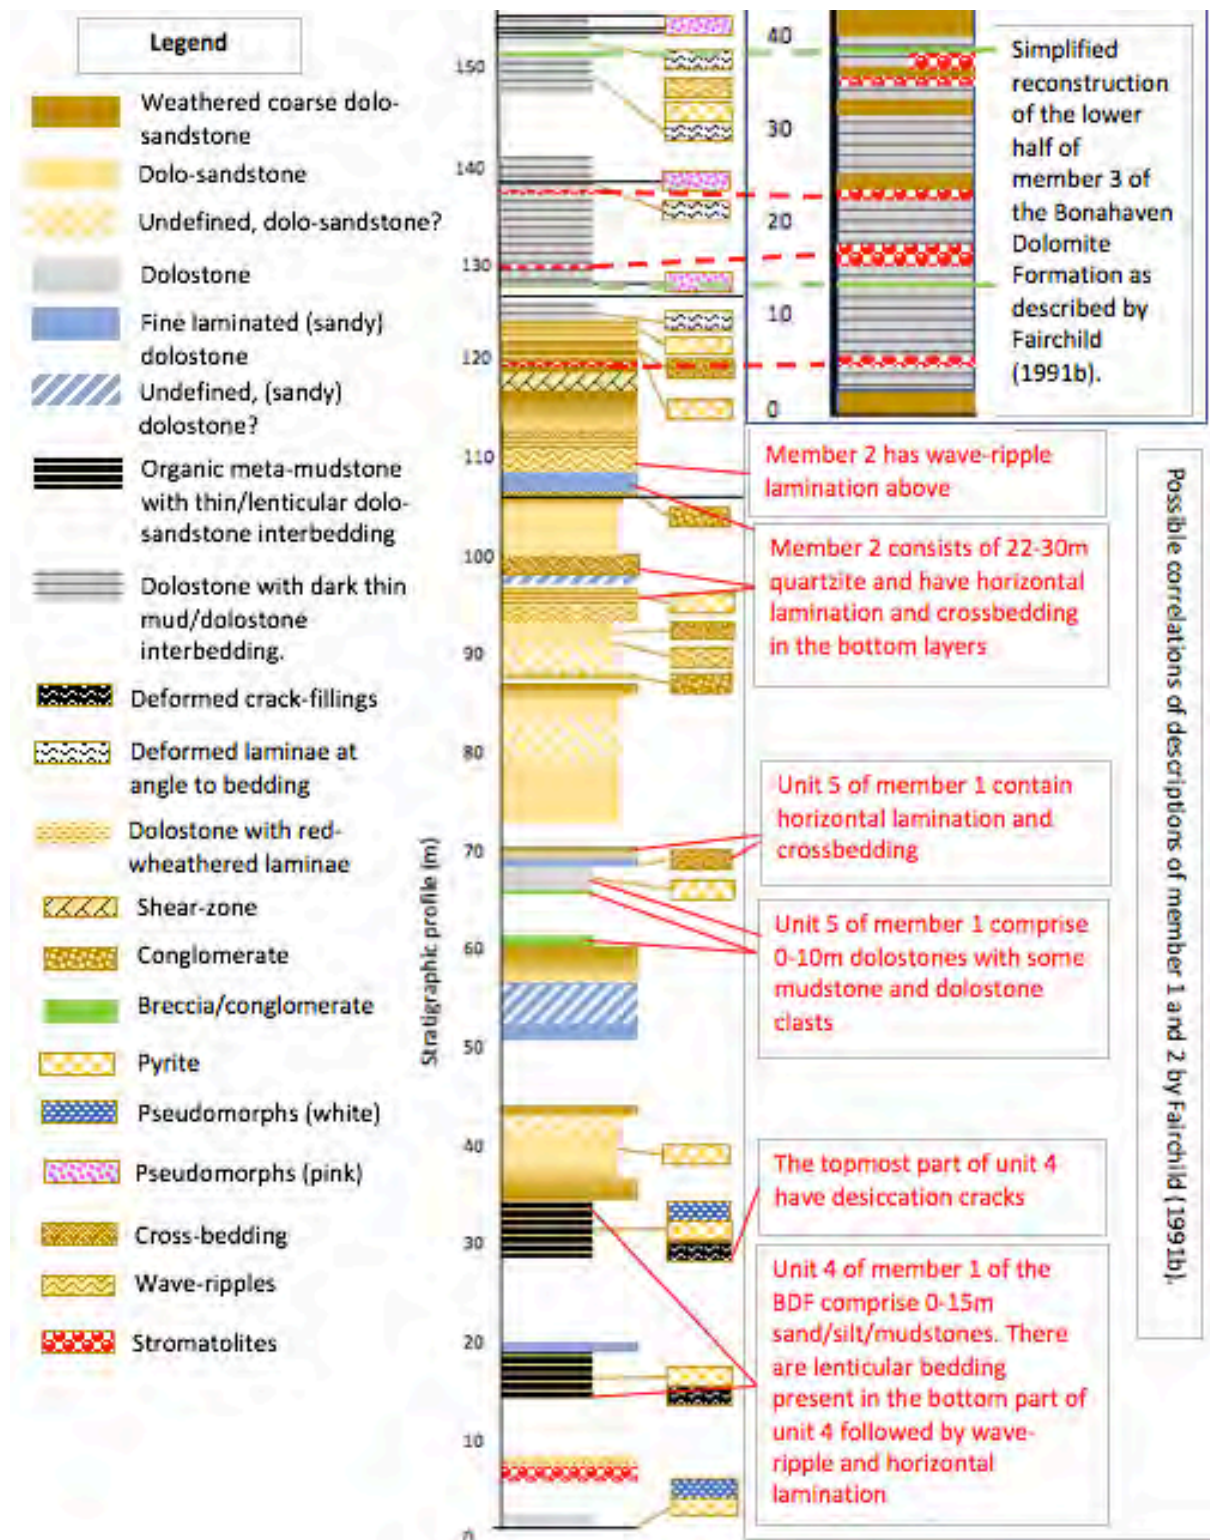 Legend
Weathered coarse dolo-
sandstone
Dolo-sandstone
Undefined, dolo-sandstone?
Dolostone
Fine laminated (sandy)
dolostone
Undefined, (sandy)
dolostone?
Organic meta-mudstone
with thin/lenticular dolo-
sandstone interbedding
Dolostone with dark thin
mud/dolostone
interbedding.
Deformed crack-fillings
Deformed laminae at
angle to bedding
Dolostone with red-
wheathered laminae
Shear-zone
Conglomerate
Breccia/conglomerate
Pyrite
Pseudomorphs (white)
Pseudomorphs (pink)
Cross-bedding
Wave-ripples
Stromatolites
Stratigraphic profile (m)
150
140
130
120
110
100
90
80
70
60
50
40
30
20
10
0
40
30
20
10
0
Simplified
reconstruction
of the lower
half of
member 3 of
the Bonahaven
Dolomite
Formation as
described by
Fairchild
(1991b).
Member 2 has wave-ripple
lamination above
Member 2 consists of 22-30m
quartzite and have horizontal
lamination and crossbedding
in the bottom layers
Unit 5 of member 1 contain
horizontal lamination and
crossbedding
Unit 5 of member 1 comprise
0-10m dolostones with some
mudstone and dolostone
clasts
The topmost part of unit 4
have desiccation cracks
Unit 4 of member 1 of the
BDF comprise 0-15m
sand/silt/mudstones. There
are lenticular bedding
present in the bottom part of
unit 4 followed by wave-
ripple and horizontal
lamination
Possible correlations of descriptions of member 1 and 2 by Fairchild (1991b).